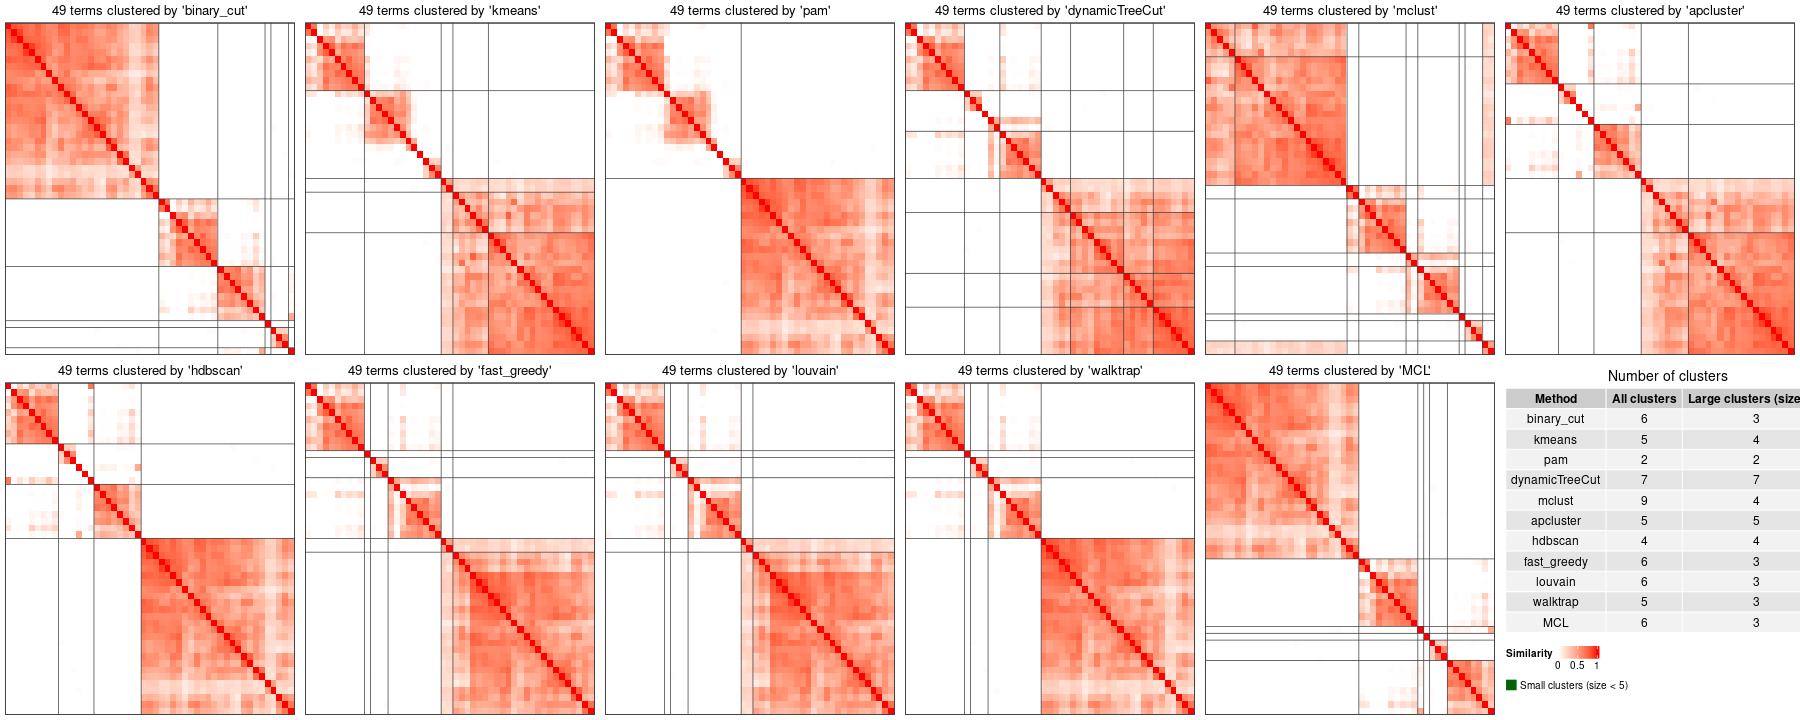 49 terms clustered by 'binary_cut'
49 terms clustered by 'kmeans'
49 terms clustered by 'pam'
49 terms clustered by 'dynamicTreeCut'
49 terms clustered by 'mclust'
49 terms clustered by 'apcluster'
49 terms clustered by 'hdbscan'
49 terms clustered by 'fast_greedy'
49 terms clustered by 'louvain'
49 terms clustered by 'walktrap'
49 terms clustered by 'MCL'
Number of clusters
Method All clusters Large clusters (size
binary_cut 6 3
kmeans 5 4
pam 2 2
dynamicTreeCut 7 7
mclust 9 4
apcluster 5 5
hdbscan 4 4
fast_greedy 6 3
louvain 6 3
walktrap 5 3
MCL 6 3
Similarity
0 0.5 1
Small clusters (size < 5)